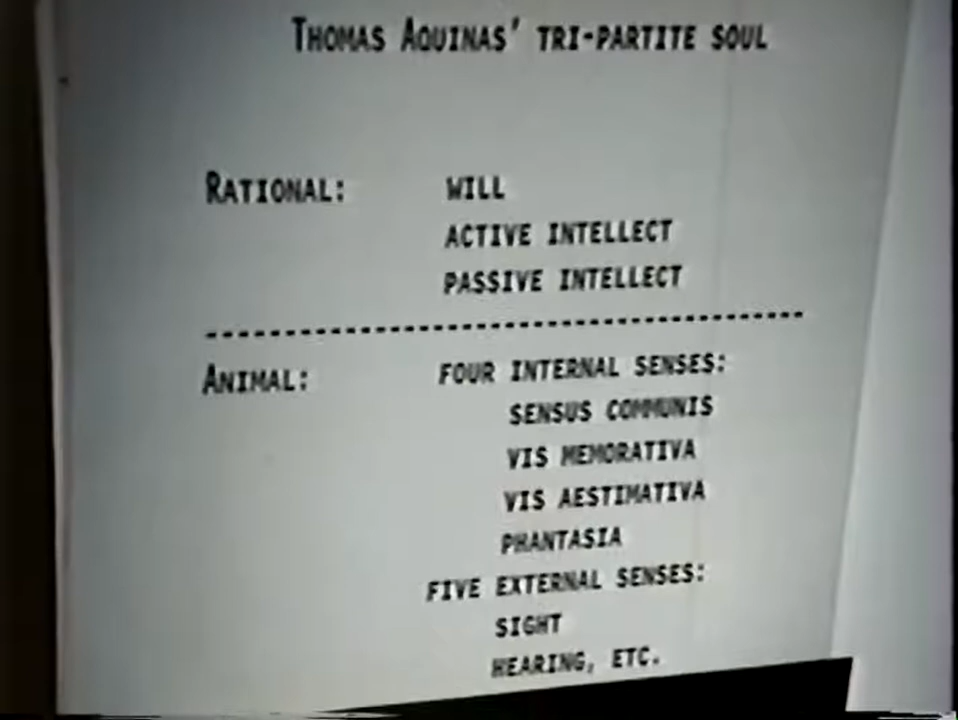 THOMAS AQUINAS' TRI-PARTITE SOUL
RATIONAL: WILL
ACTIVE INTELLECT
PASSIVE INTELLECT
ANIMAL: FOUR INTERNAL SENSES:
SENSUS COMMUNIS
VIS MEMORATIVA
VIS AESTIMATIVA
PHANTASIA
FIVE EXTERNAL SENSES:
SIGHT
HEARING, ETC.